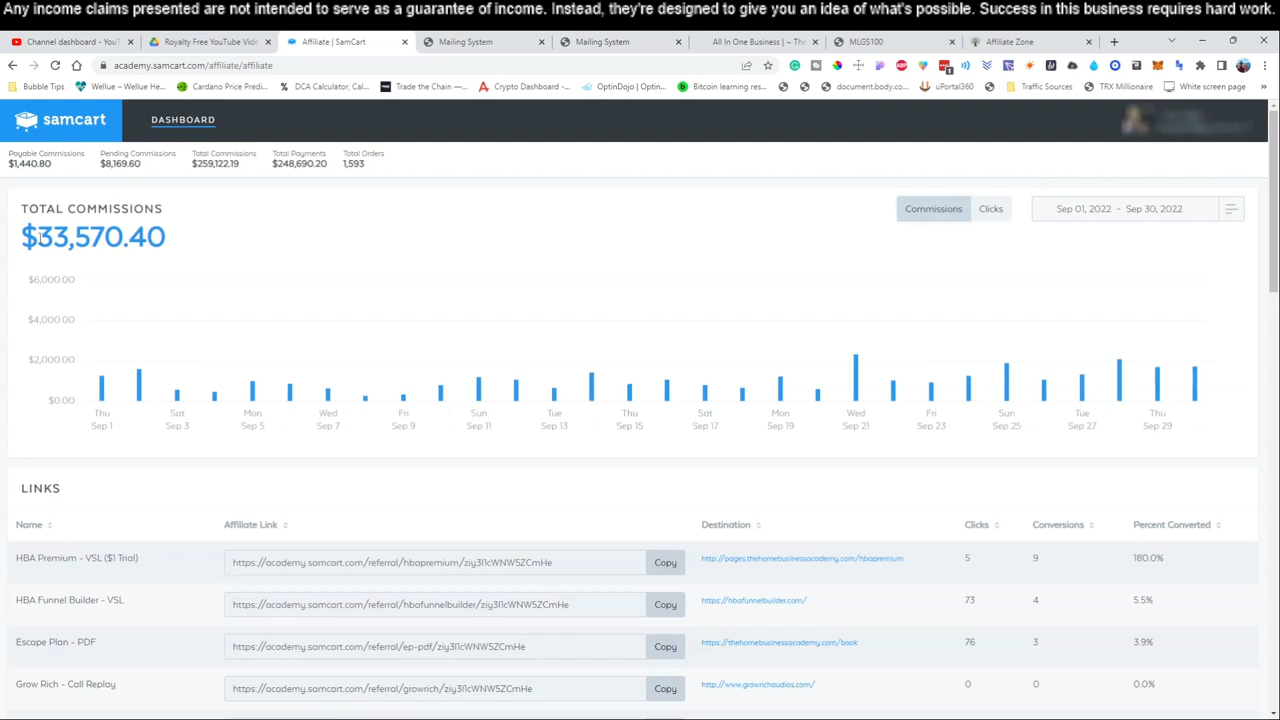 Any income claims presented are not intended to serve as a guarantee of income. Instead, they're designed to give you an idea of what's possible. Success in this business requires hard work.
Channel dashboard - YouT Royalty Free YouTube Vide Affiliate | SamCart Mailing System Mailing System All In One Business | – The MLGS100 Affiliate Zone
academy.samcart.com/affiliate/affiliate
Bubble Tips Wellue – Wellue He... Cardano Price Predi... DCA Calculator, Cal... Trade the Chain –... Crypto Dashboard -... OptinDojo | Optin... Bitcoin learning res... document.body.co... uPortal360 Traffic Sources TRX Millionaire White screen page
samcart DASHBOARD
Payable Commissions Pending Commissions Total Commissions Total Payments Total Orders
$1,440.80 $8,169.60 $259,122.19 $248,690.20 1,593
TOTAL COMMISSIONS Commissions Clicks Sep 01, 2022 - Sep 30, 2022
$33,570.40
$6,000.00
$4,000.00
$2,000.00
$0.00
Thu Sat Mon Wed Fri Sun Tue Thu Sat Mon Wed Fri Sun Tue Thu
Sep 1 Sep 3 Sep 5 Sep 7 Sep 9 Sep 11 Sep 13 Sep 15 Sep 17 Sep 19 Sep 21 Sep 23 Sep 25 Sep 27 Sep 29
LINKS
Name Affiliate Link Destination Clicks Conversions Percent Converted
HBA Premium - VSL ($1 Trial) https://academy.samcart.com/referral/hbapremium/ziy3I1cWNW5ZCmHe Copy http://pages.thehomebusinessacademy.com/hbapremium 5 9 180.0%
HBA Funnel Builder - VSL https://academy.samcart.com/referral/hbafunnelbuilder/ziy3I1cWNW5ZCmHe Copy https://hbafunnelbuilder.com/ 73 4 5.5%
Escape Plan - PDF https://academy.samcart.com/referral/ep-pdf/ziy3I1cWNW5ZCmHe Copy https://thehomebusinessacademy.com/book 76 3 3.9%
Grow Rich - Call Replay https://academy.samcart.com/referral/growrich/ziy3I1cWNW5ZCmHe Copy http://www.growrichaudios.com/ 0 0 0.0%